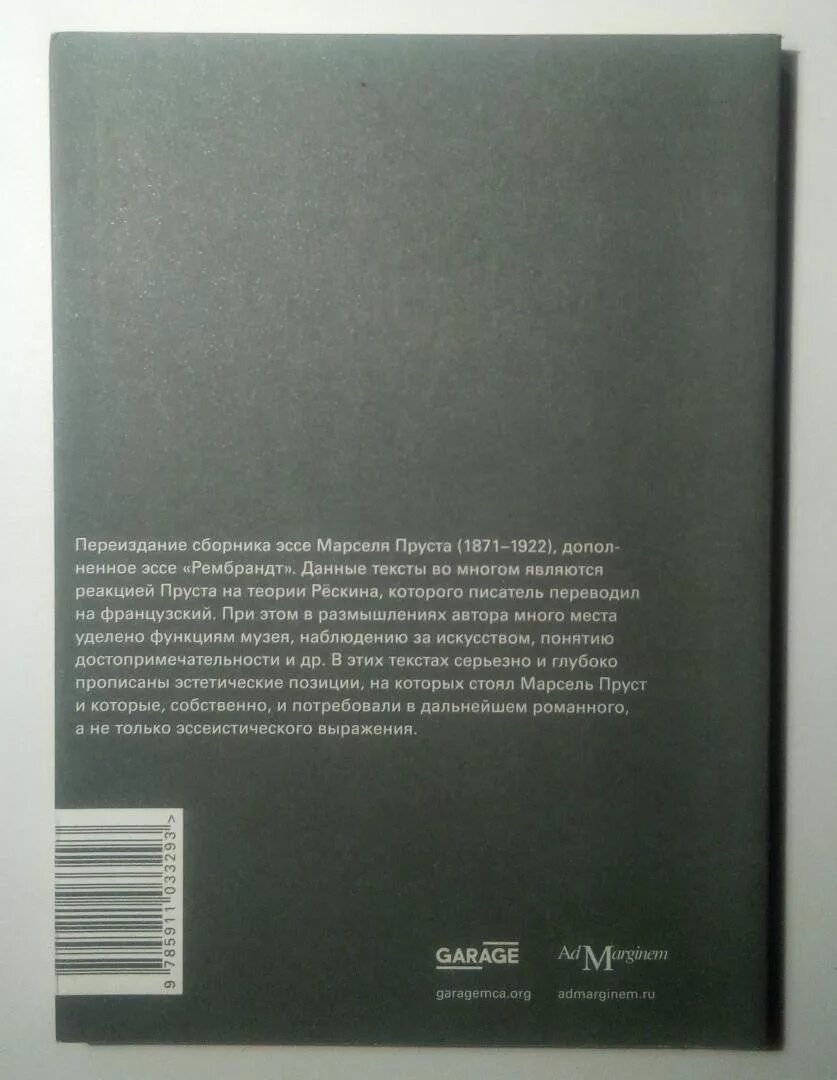 Переиздание сборника эссе Марселя Пруста (1871–1922), допол-
ненное эссе «Рембрандт». Данные тексты во многом являются
реакцией Пруста на теории Рёскина, которого писатель переводил
на французский. При этом в размышлениях автора много места
уделено функциям музея, наблюдению за искусством, понятию
достопримечательности и др. В этих текстах серьезно и глубоко
прописаны эстетические позиции, на которых стоял Марсель Пруст
и которые, собственно, и потребовали в дальнейшем романного,
а не только эссеистического выражения.
9 785911 033293 >
GARAGE
garagemca.org
Ad Marginem
admarginem.ru